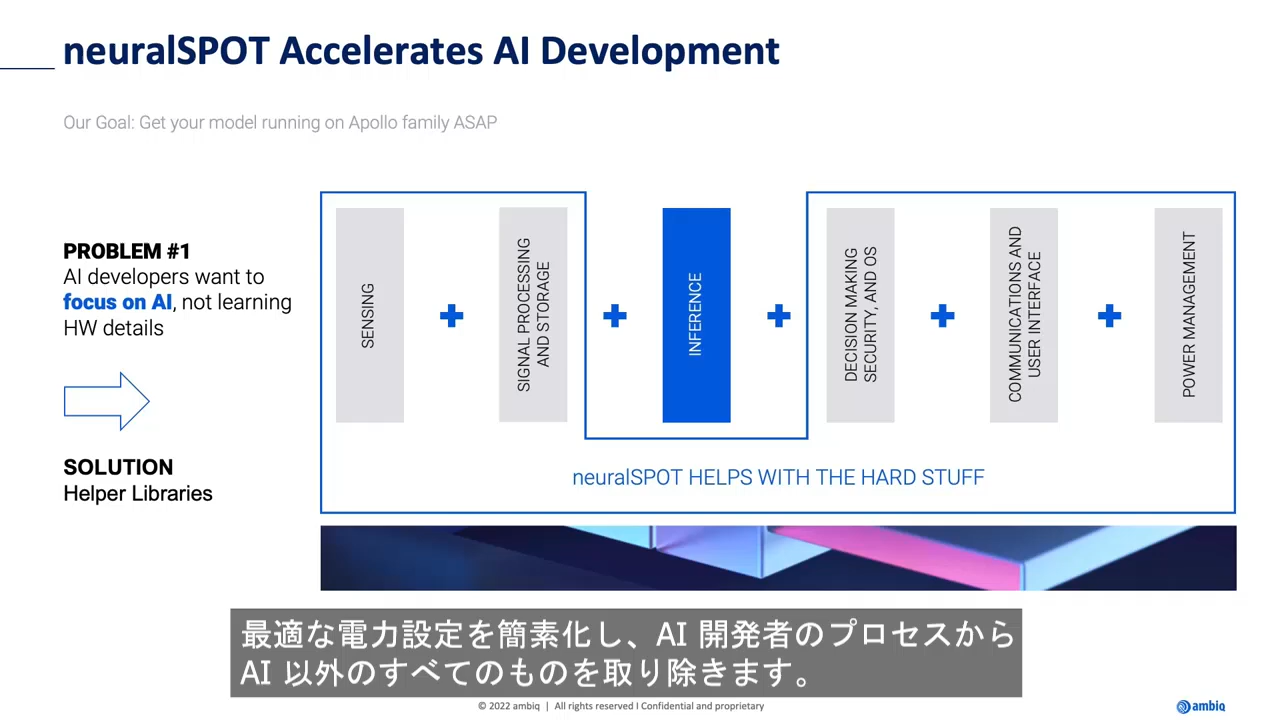 neuralSPOT Accelerates AI Development
Our Goal: Get your model running on Apollo family ASAP
PROBLEM #1
AI developers want to
focus on AI, not learning
HW details
SOLUTION
Helper Libraries
SENSING
SIGNAL PROCESSING
AND STORAGE
INFERENCE
DECISION MAKING
SECURITY, AND OS
COMMUNICATIONS AND
USER INTERFACE
POWER MANAGEMENT
neuralSPOT HELPS WITH THE HARD STUFF
最適な電力設定を簡素化し、AI 開発者のプロセスから
AI 以外のすべてのものを取り除きます。
© 2022 ambiq | All rights reserved I Confidential and proprietary
ambiq